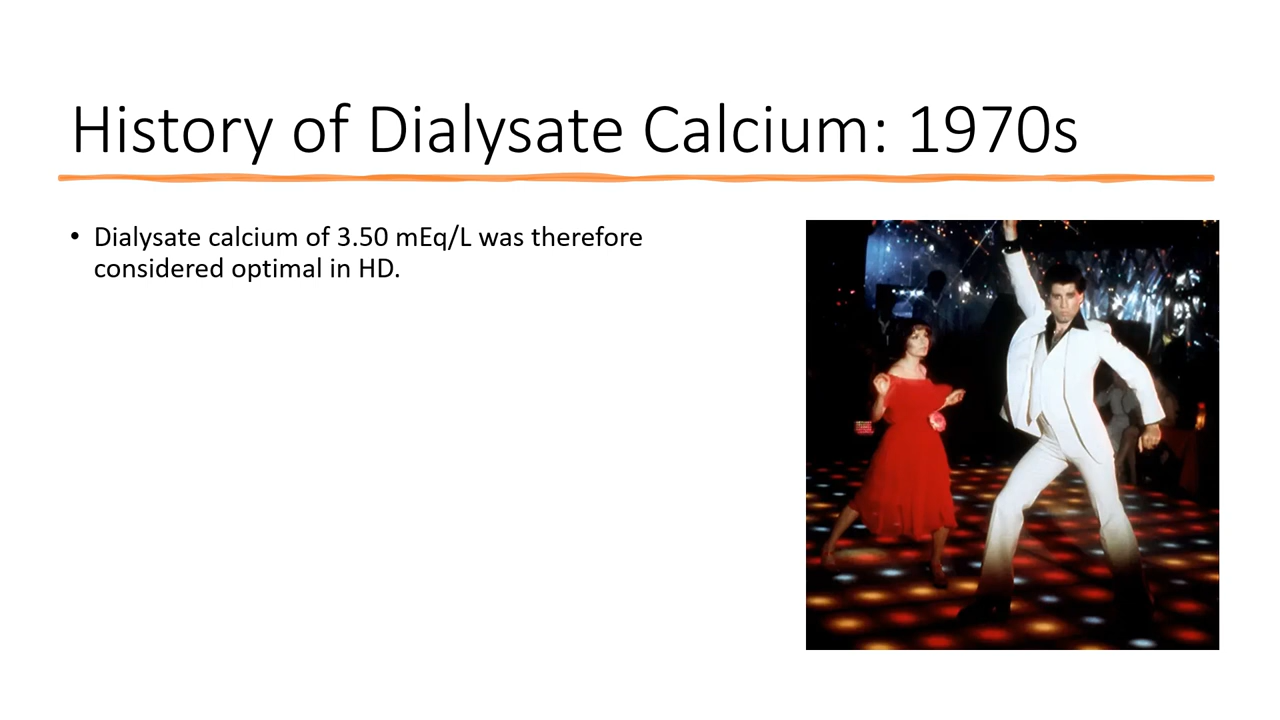 History of Dialysate Calcium: 1970s
• Dialysate calcium of 3.50 mEq/L was therefore
considered optimal in HD.